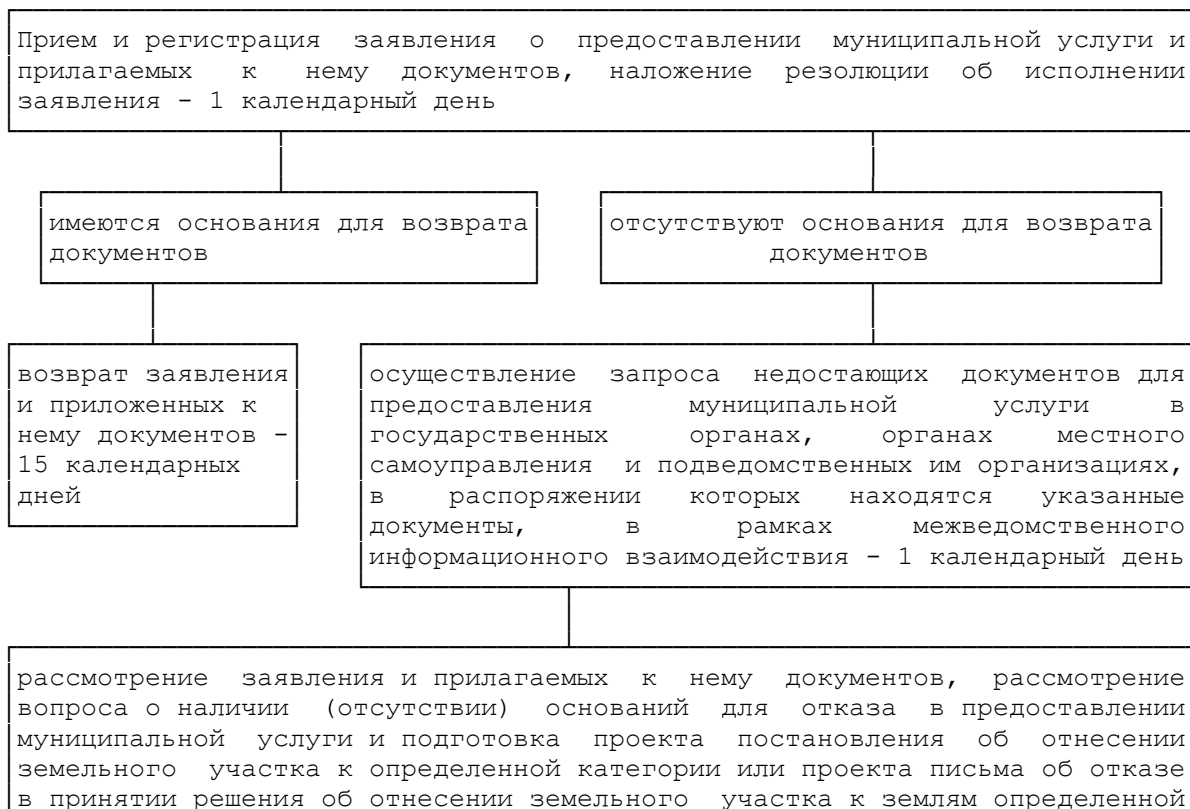 Прием и регистрация заявления о предоставлении муниципальной услуги и
прилагаемых к нему документов, наложение резолюции об исполнении
заявления - 1 календарный день
имеются основания для возврата
документов
отсутствуют основания для возврата
документов
возврат заявления
и приложенных к
нему документов -
15 календарных
дней
осуществление запроса недостающих документов для
предоставления муниципальной услуги в
государственных органах, органах местного
самоуправления и подведомственных им организациях,
в распоряжении которых находятся указанные
документы, в рамках межведомственного
информационного взаимодействия - 1 календарный день
рассмотрение заявления и прилагаемых к нему документов, рассмотрение
вопроса о наличии (отсутствии) оснований для отказа в предоставлении
муниципальной услуги и подготовка проекта постановления об отнесении
земельного участка к определенной категории или проекта письма об отказе
в принятии решения об отнесении земельного участка к землям определенной